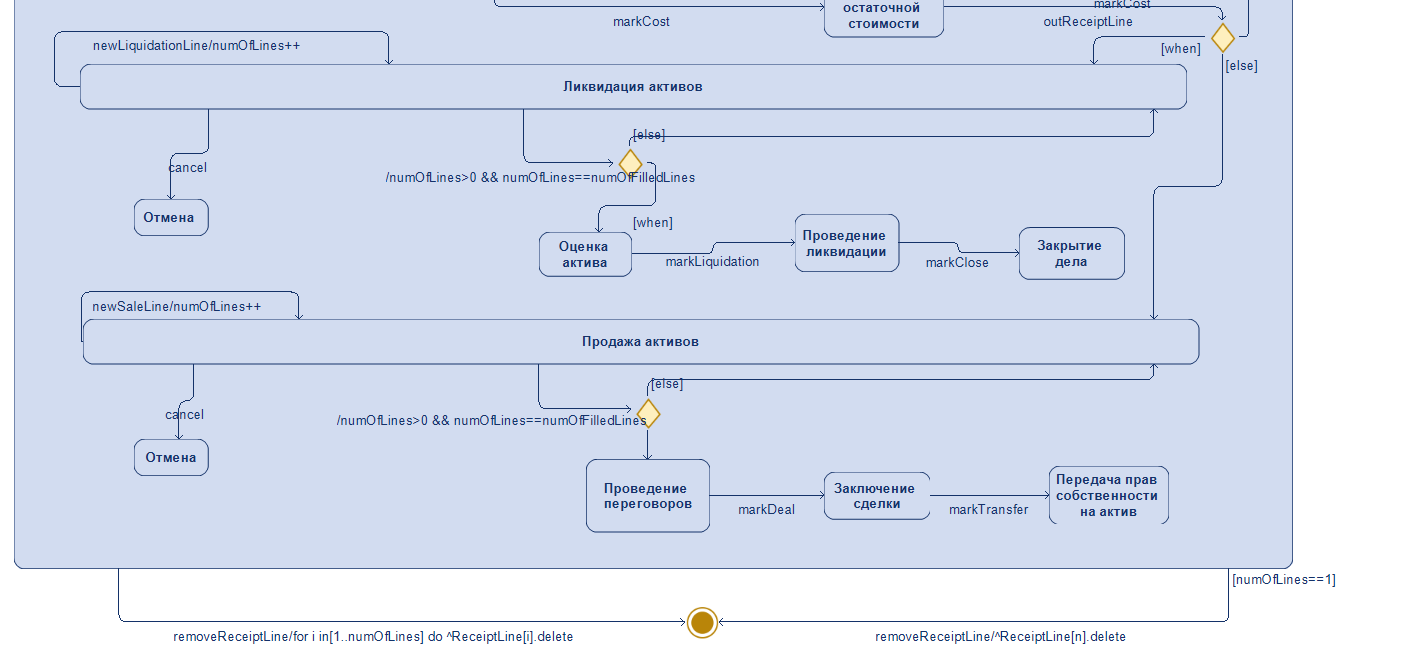 остаточной
стоимости
markCost
markCost
outReceiptLine
[when]
[else]
newLiquidationLine/numOfLines++
Ликвидация активов
[else]
cancel
/numOfLines>0 && numOfLines==numOfFilledLines
Отмена
[when]
Оценка
актива
markLiquidation
Проведение
ликвидации
markClose
Закрытие
дела
newSaleLine/numOfLines++
Продажа активов
[else]
cancel
/numOfLines>0 && numOfLines==numOfFilledLines
Отмена
Проведение
переговоров
markDeal
Заключение
сделки
markTransfer
Передача прав
собственности
на актив
[numOfLines==1]
removeReceiptLine/for i in[1..numOfLines] do ^ReceiptLine[i].delete
removeReceiptLine/^ReceiptLine[n].delete